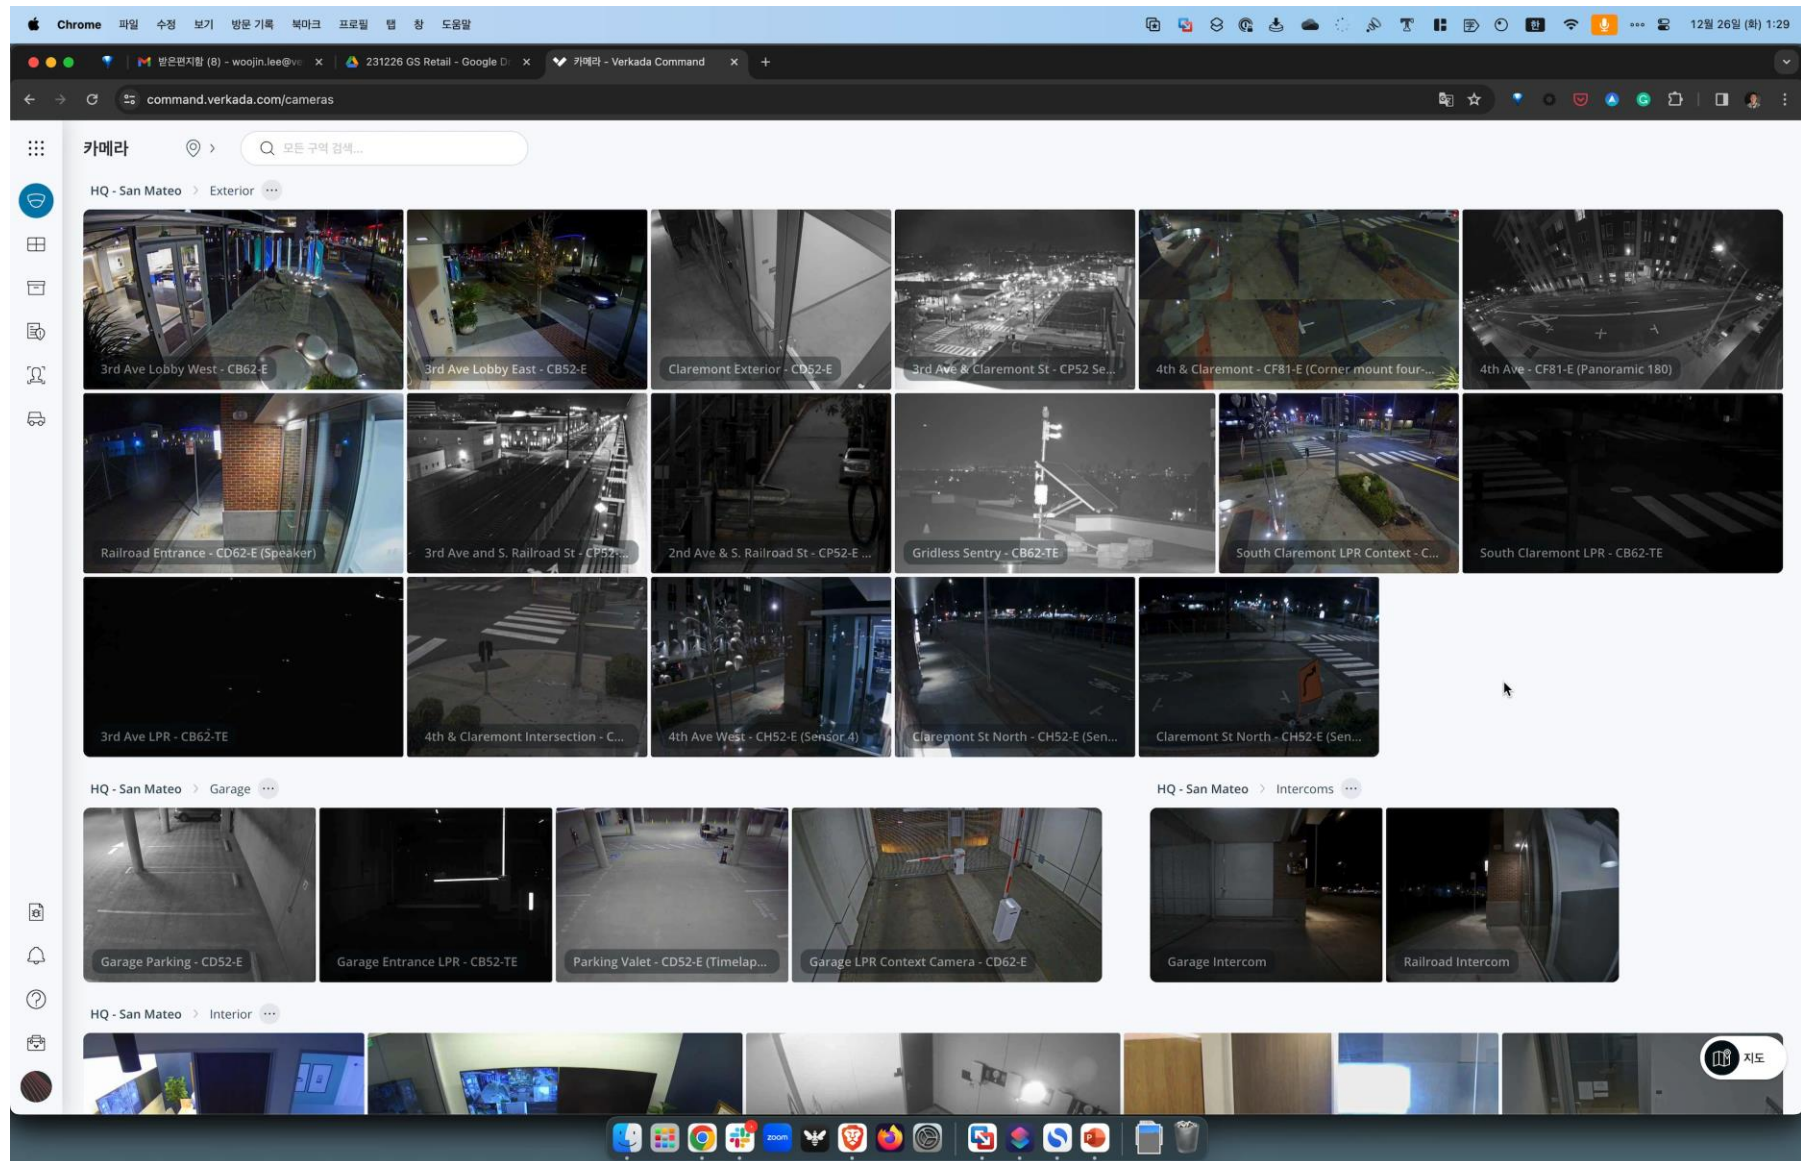 Chrome 파일 수정 보기 방문 기록 북마크 프로필 탭 창 도움말
한 12월 26일 (화) 1:29
받은편지함 (8) - woojin.lee@ve
231226 GS Retail - Google D
카메라 - Verkada Command
command.verkada.com/cameras
카메라
모든 구역 검색...
HQ - San Mateo > Exterior ...
3rd Ave Lobby West - CB62-E
3rd Ave Lobby East - CB52-E
Claremont Exterior - CD52-E
3rd Ave & Claremont St - CP52 Se...
4th & Claremont - CF81-E (Corner mount four-...
4th Ave - CF81-E (Panoramic 180)
Railroad Entrance - CD62-E (Speaker)
3rd Ave and S. Railroad St - CP52-...
2nd Ave & S. Railroad St - CP52-E ...
Gridless Sentry - CB62-TE
South Claremont LPR Context - C...
South Claremont LPR - CB62-TE
3rd Ave LPR - CB62-TE
4th & Claremont Intersection - C...
4th Ave West - CH52-E (Sensor 4)
Claremont St North - CH52-E (Sen...
Claremont St North - CH52-E (Sen...
HQ - San Mateo > Garage ...
HQ - San Mateo > Intercoms ...
Garage Parking - CD52-E
Garage Entrance LPR - CB52-TE
Parking Valet - CD52-E (Timelap...
Garage LPR Context Camera - CD62-E
Garage Intercom
Railroad Intercom
HQ - San Mateo > Interior ...
지도
zoom